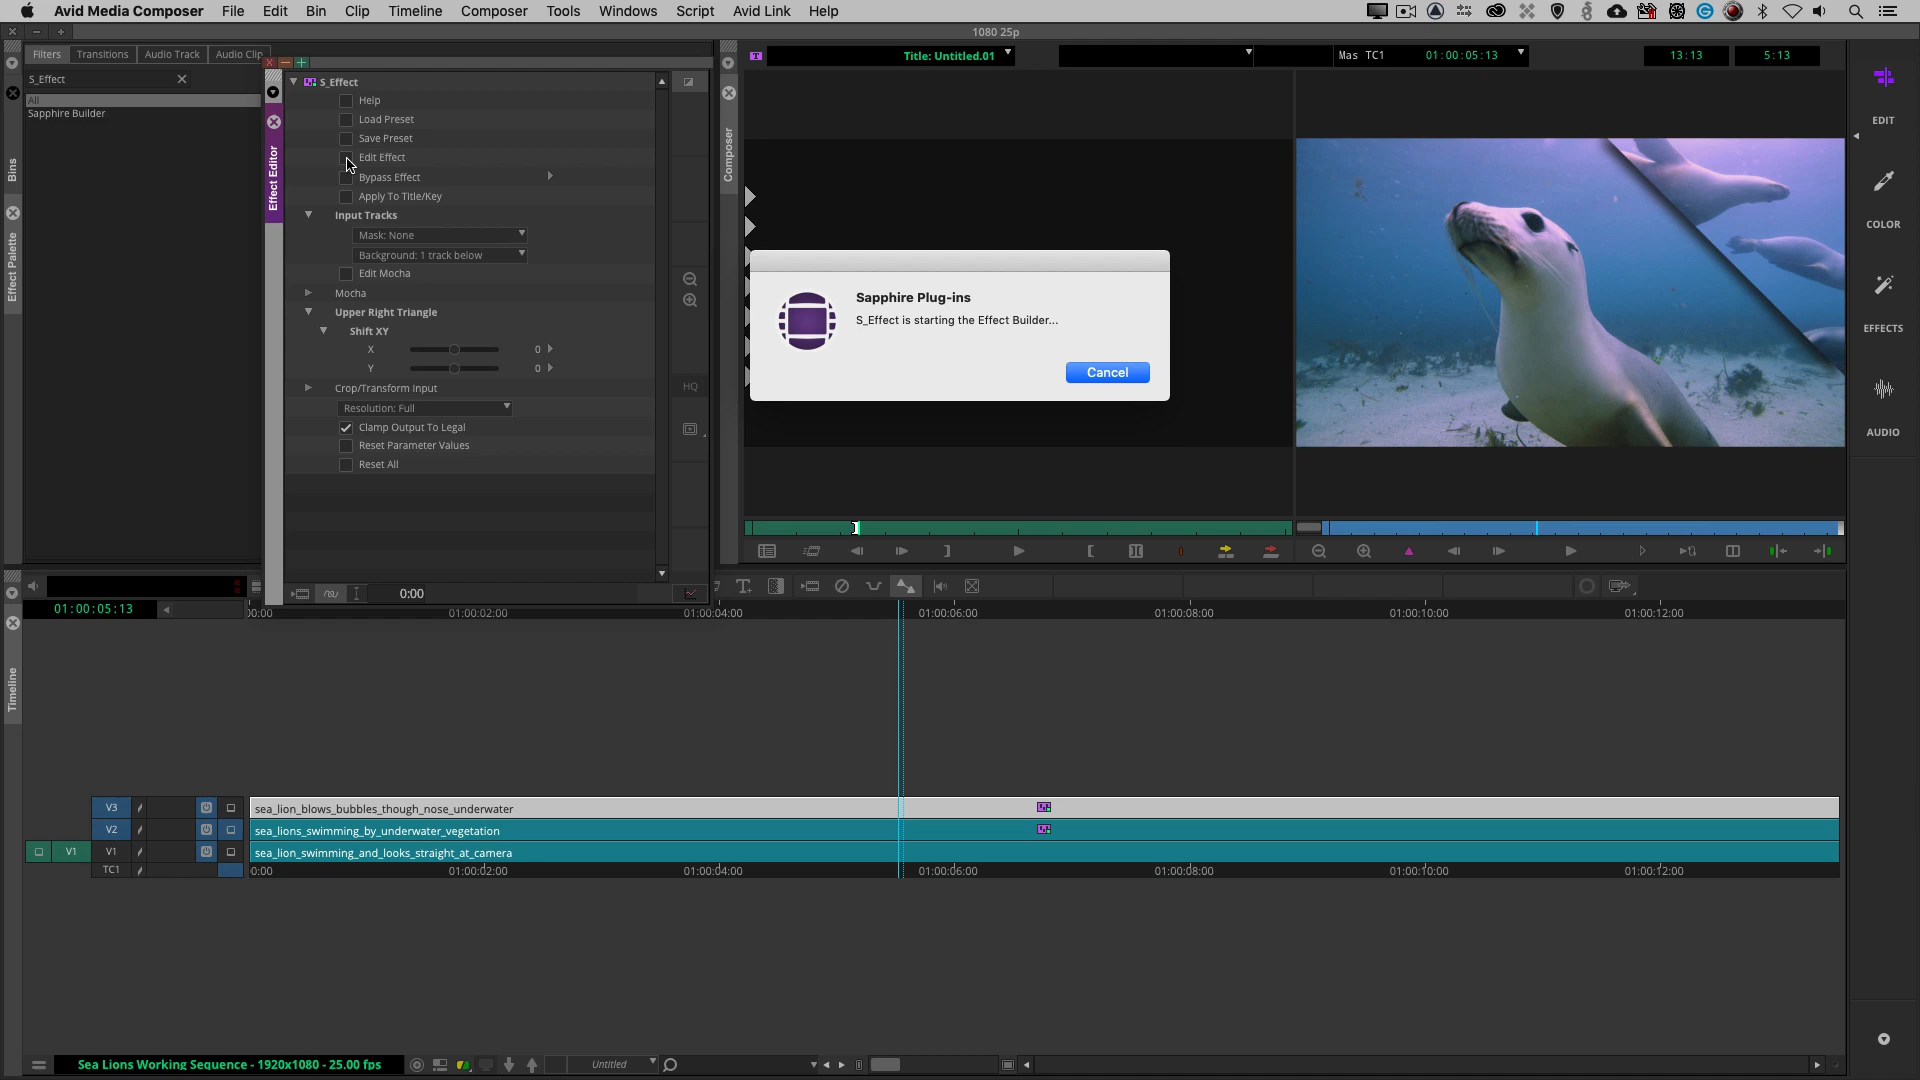 Avid Media Composer File Edit Bin Clip Timeline Composer Tools Windows Script Avid Link Help
1080 25p
Filters Transitions Audio Track Audio Clip
S_Effect
All
Sapphire Builder
Bins
Effect Palette
Effect Editor
S_Effect
Help
Load Preset
Save Preset
Edit Effect
Bypass Effect
Apply To Title/Key
Input Tracks
Mask: None
Background: 1 track below
Edit Mocha
Mocha
Upper Right Triangle
Shift XY
X 0
Y 0
Crop/Transform Input
Resolution: Full
Clamp Output To Legal
Reset Parameter Values
Reset All
HQ
0:00
Composer
T Title: Untitled.01 Mas TC1 01:00:05:13 13:13 5:13
Sapphire Plug-ins
S_Effect is starting the Effect Builder...
Cancel
EDIT
COLOR
EFFECTS
AUDIO
Timeline
01:00:05:13
0:00 01:00:02:00 01:00:04:00 01:00:06:00 01:00:08:00 01:00:10:00 01:00:12:00
V3 sea_lion_blows_bubbles_though_nose_underwater
V2 sea_lions_swimming_by_underwater_vegetation
V1 V1 sea_lion_swimming_and_looks_straight_at_camera
TC1 0:00 01:00:02:00 01:00:04:00 01:00:06:00 01:00:08:00 01:00:10:00 01:00:12:00
Sea Lions Working Sequence - 1920x1080 - 25.00 fps Untitled